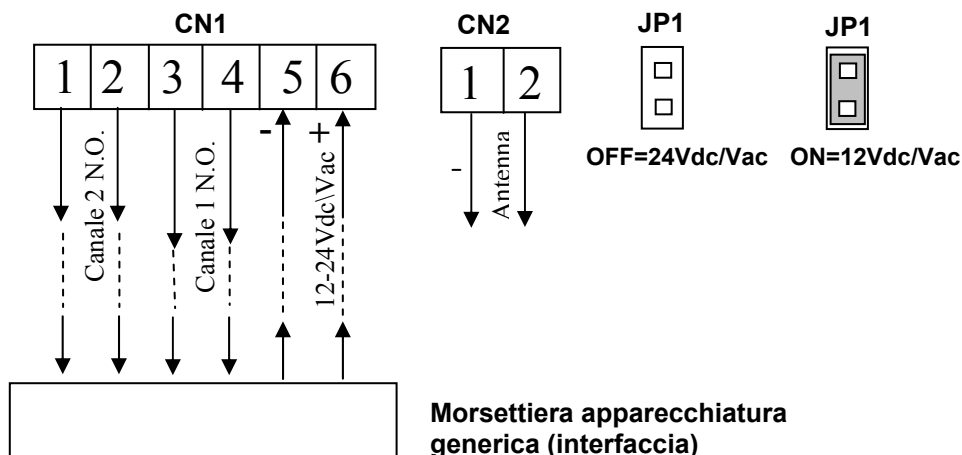 CN1
CN2
JP1
JP1
1 2 3 4 5 6
1 2
- +
-
Canale 2 N.O.
Canale 1 N.O.
12-24Vdc\Vac
Antenna
OFF=24Vdc/Vac
ON=12Vdc/Vac
Morsettiera apparecchiatura
generica (interfaccia)